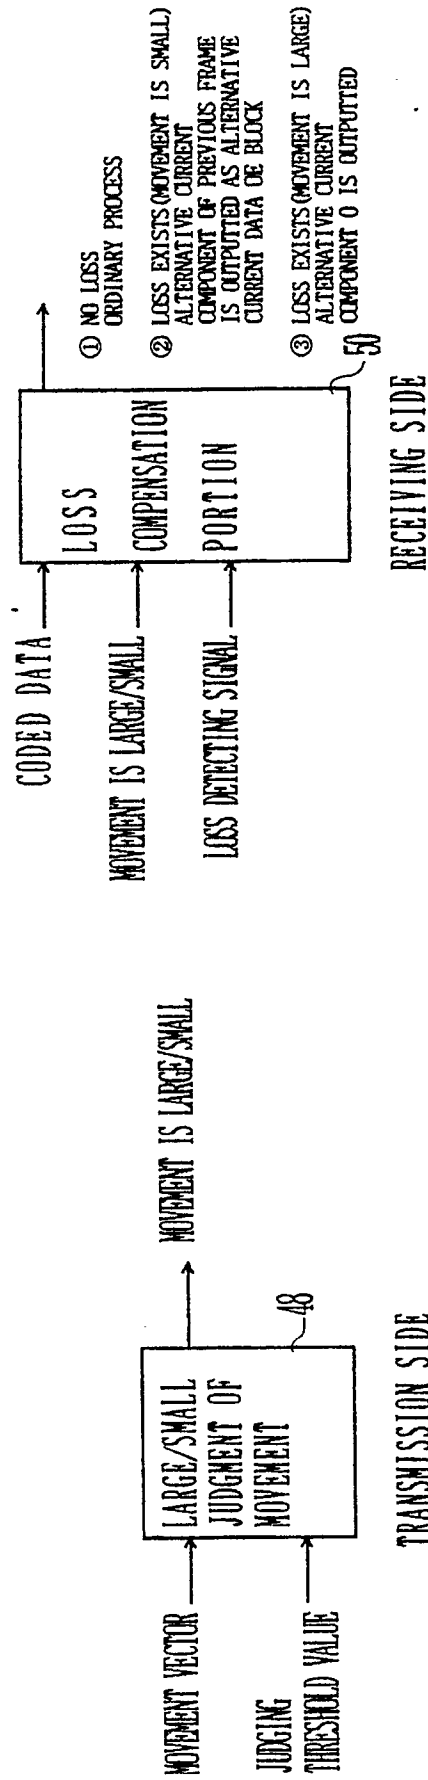 MOVEMENT VECTOR
JUDGING
THRESHOLD VALUE
LARGE/SMALL
JUDGMENT OF
MOVEMENT
48
MOVEMENT IS LARGE/SMALL
TRANSMISSION SIDE
CODED DATA
MOVEMENT IS LARGE/SMALL
LOSS DETECTING SIGNAL
LOSS
COMPENSATION
PORTION
50
① NO LOSS
ORDINARY PROCESS
② LOSS EXISTS(MOVEMENT IS SMALL)
ALTERNATIVE CURRENT
COMPONENT OF PREVIOUS FRAME
IS OUTPUTTED AS ALTERNATIVE
CURRENT DATA OE BLOCK
③ LOSS EXISTS(MOVEMENT IS LARGE)
ALTERNATIVE CURRENT
COMPONENT 0 IS OUTPUTTED
RECEIVING SIDE